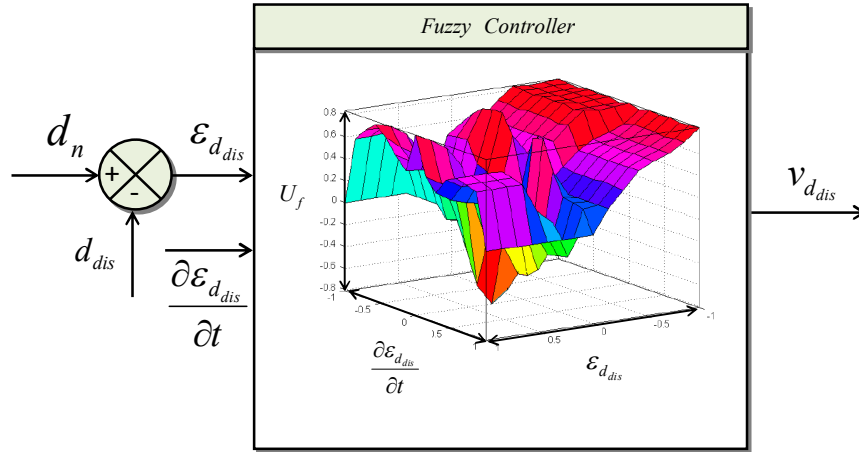 Fuzzy Controller
d_n
ε_{d_{dis}}
+
-
d_{dis}
∂ε_{d_{dis}}
∂t
v_{d_{dis}}
U_f
0.8
0.6
0.4
0.2
0
-0.2
-0.4
-0.6
-0.8
-1
-0.5
0
0.5
1
0.5
0
-0.5
-1
∂ε_{d_{dis}}
∂t
ε_{d_{dis}}